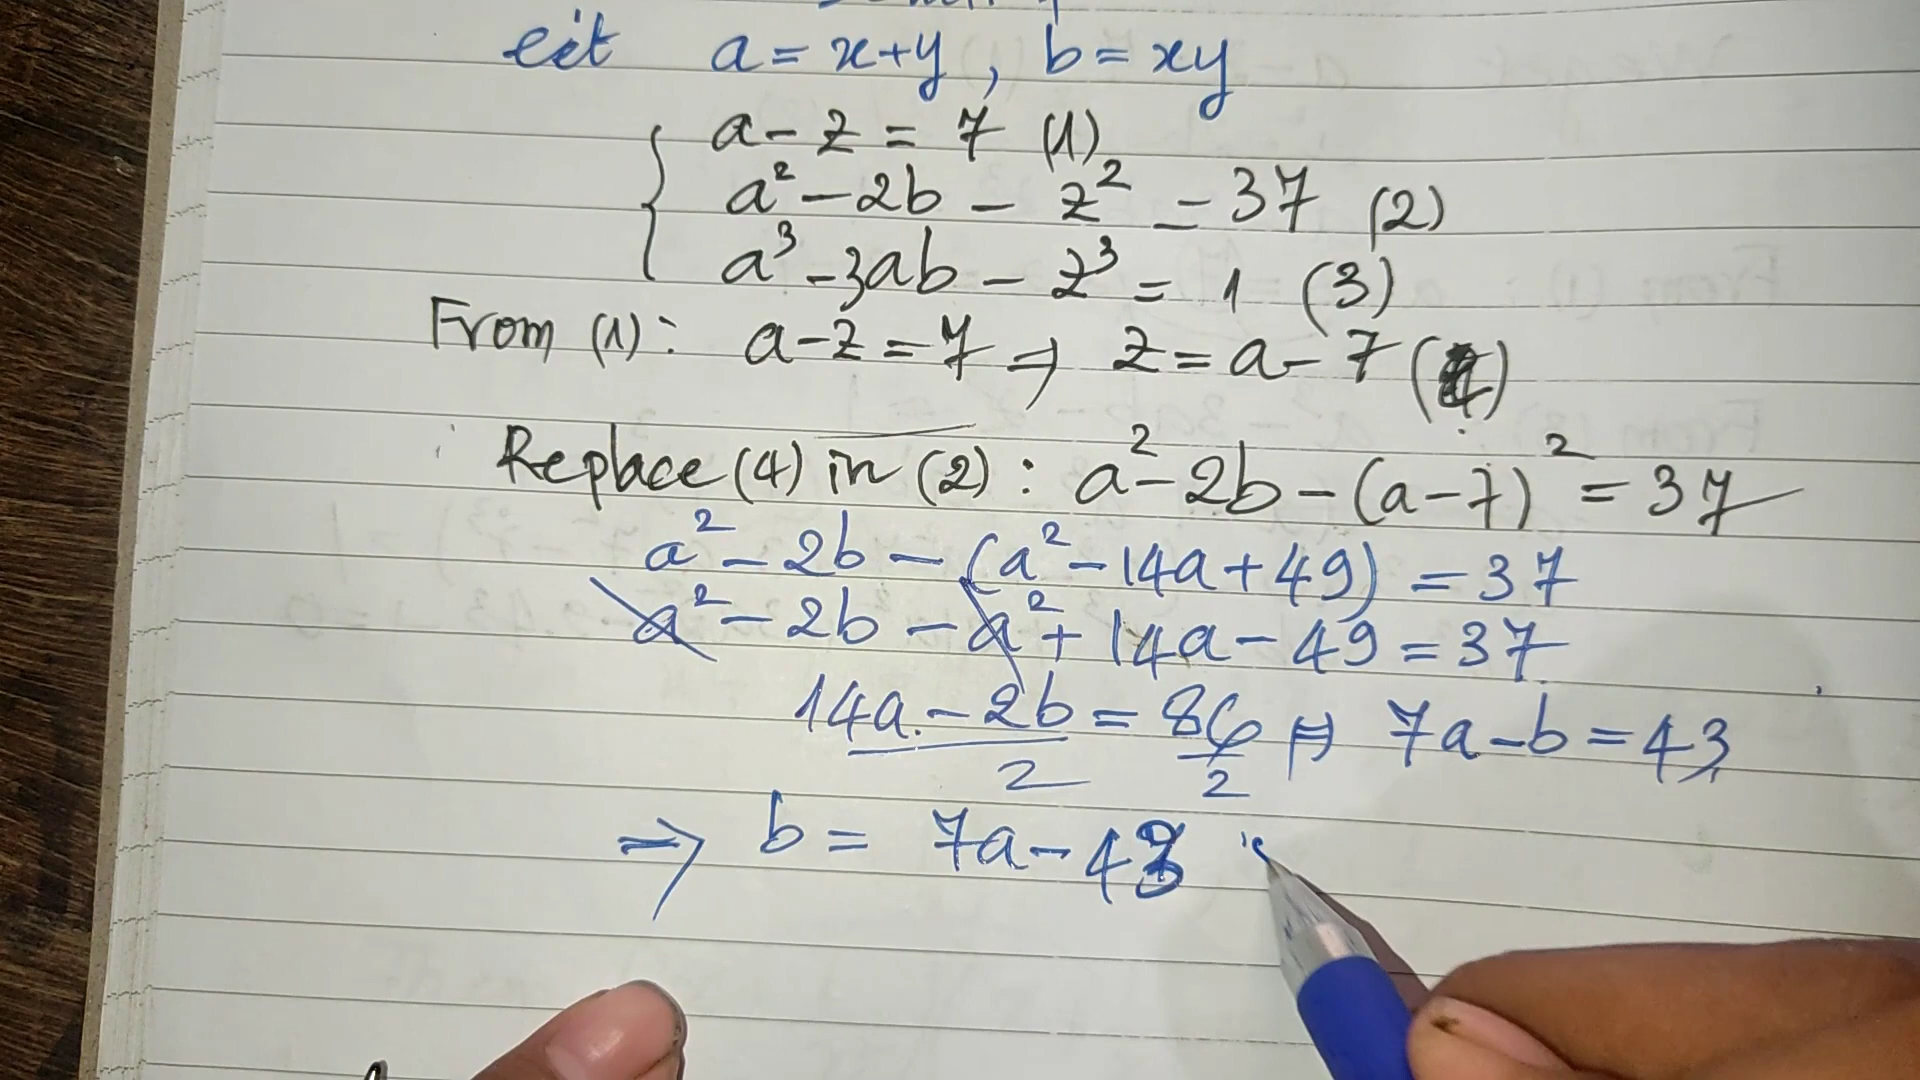 a = x+y , b = xy
a - z = 7 (1)
a² - 2b - z² = 37 (2)
a³ - 3ab - z³ = 1 (3)
From (1): a - z = 7 ⇒ z = a - 7 (4)
Replace (4) in (2) : a² - 2b - (a - 7)² = 37
a² - 2b - (a² - 14a + 49) = 37
a² - 2b - a² + 14a - 49 = 37
14a - 2b / 2 = 86 / 2 ⇒ 7a - b = 43
⇒ b = 7a - 43